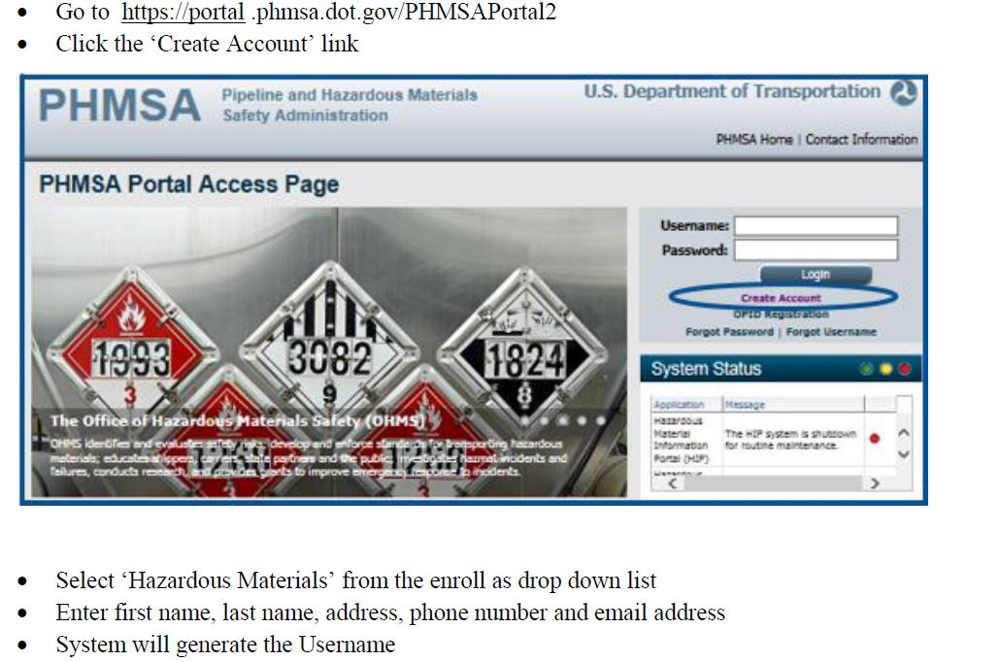 • Go to https://portal .phmsa.dot.gov/PHMSAPortal2
• Click the ‘Create Account’ link
PHMSA Pipeline and Hazardous Materials
Safety Administration
U.S. Department of Transportation
PHMSA Home | Contact Information
PHMSA Portal Access Page
Username:
Password:
Login
Create Account
OPID Registration
Forgot Password | Forgot Username
1993
3
3082
9
1824
8
The Office of Hazardous Materials Safety (OHMS)
OHMS identifies and evaluates safety risks, develop and enforce standards for transporting hazardous
materials, educates shippers, carriers, state partners and the public, investigates hazmat incidents and
failures, conducts research, and provides grants to improve emergency response to incidents.
3
3
System Status
Application Message
Hazardous
Material
Information
Portal (HIP)
The HIP system is shutdown
for routine maintenance.
• Select ‘Hazardous Materials’ from the enroll as drop down list
• Enter first name, last name, address, phone number and email address
• System will generate the Username